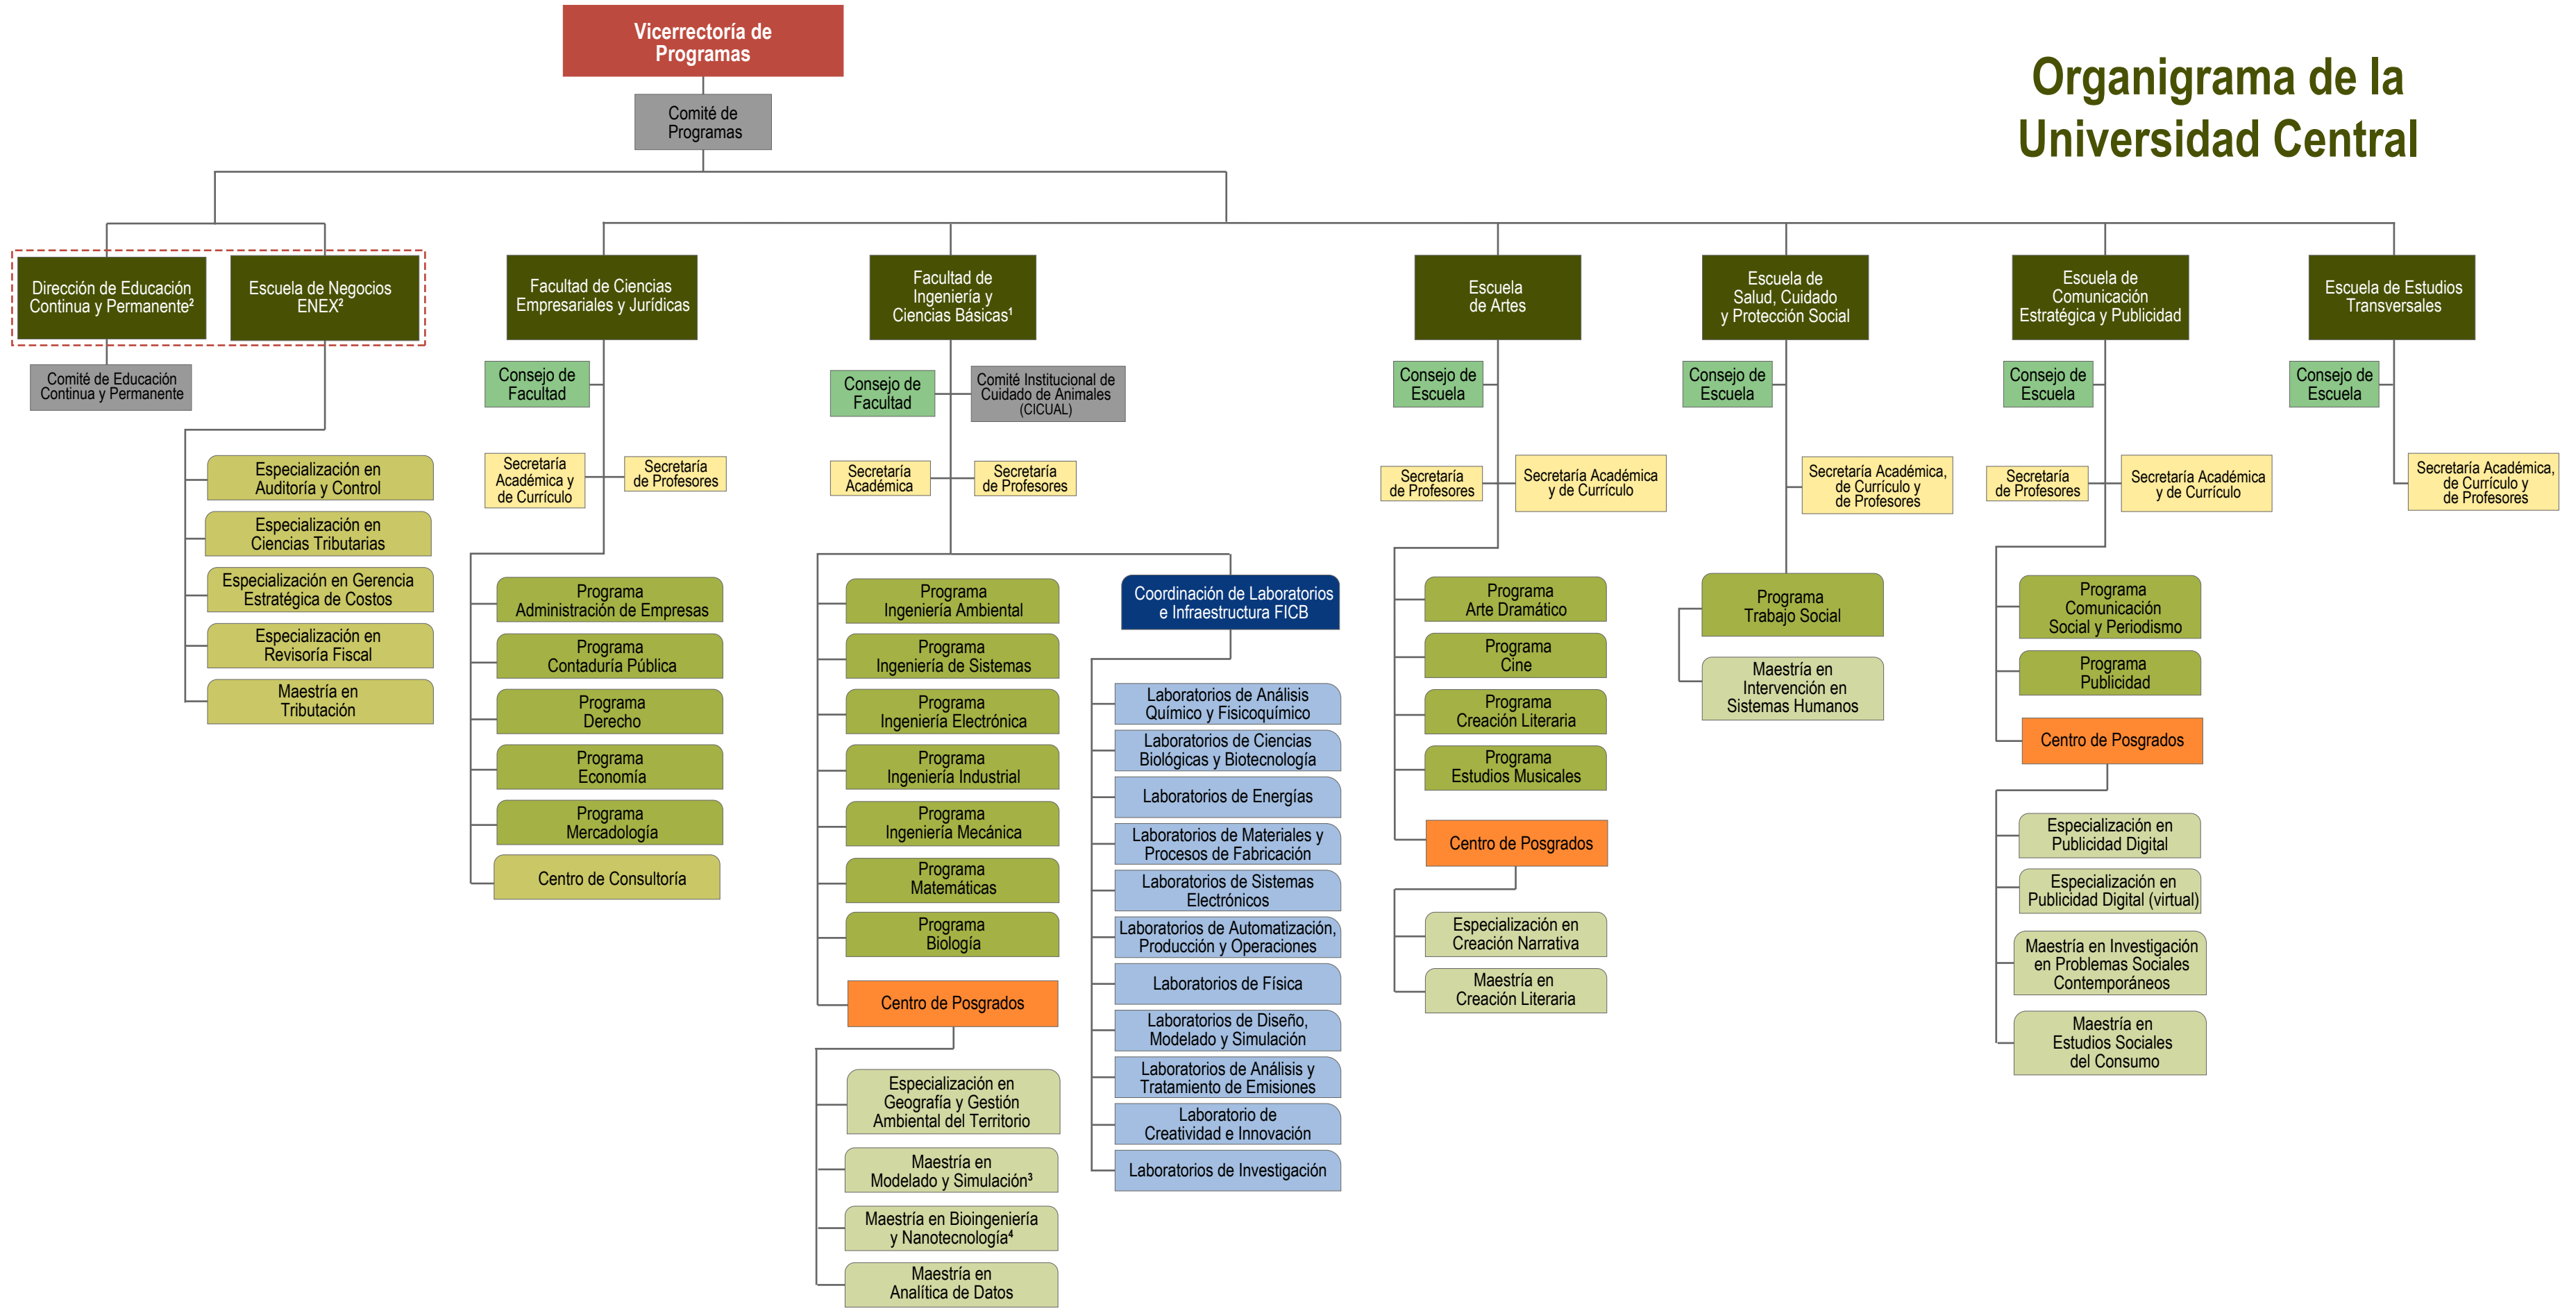 Vicerrectoría de
Programas
Comité de
Programas
Organigrama de la
Universidad Central
Dirección de Educación
Continua y Permanente²
Escuela de Negocios
ENEX²
Comité de Educación
Continua y Permanente
Especialización en
Auditoría y Control
Especialización en
Ciencias Tributarias
Especialización en Gerencia
Estratégica de Costos
Especialización en
Revisoría Fiscal
Maestría en
Tributación
Facultad de Ciencias
Empresariales y Jurídicas
Consejo de
Facultad
Secretaría
Académica y
de Currículo
Secretaría
de Profesores
Programa
Administración de Empresas
Programa
Contaduría Pública
Programa
Derecho
Programa
Economía
Programa
Mercadología
Centro de Consultoría
Facultad de
Ingeniería y
Ciencias Básicas¹
Consejo de
Facultad
Comité Institucional de
Cuidado de Animales
(CICUAL)
Secretaría
Académica
Secretaría
de Profesores
Programa
Ingeniería Ambiental
Programa
Ingeniería de Sistemas
Programa
Ingeniería Electrónica
Programa
Ingeniería Industrial
Programa
Ingeniería Mecánica
Programa
Matemáticas
Programa
Biología
Centro de Posgrados
Especialización en
Geografía y Gestión
Ambiental del Territorio
Maestría en
Modelado y Simulación³
Maestría en Bioingeniería
y Nanotecnología⁴
Maestría en
Analítica de Datos
Coordinación de Laboratorios
e Infraestructura FICB
Laboratorios de Análisis
Químico y Fisicoquímico
Laboratorios de Ciencias
Biológicas y Biotecnología
Laboratorios de Energías
Laboratorios de Materiales y
Procesos de Fabricación
Laboratorios de Sistemas
Electrónicos
Laboratorios de Automatización,
Producción y Operaciones
Laboratorios de Física
Laboratorios de Diseño,
Modelado y Simulación
Laboratorios de Análisis y
Tratamiento de Emisiones
Laboratorio de
Creatividad e Innovación
Laboratorios de Investigación
Escuela
de Artes
Consejo de
Escuela
Secretaría
de Profesores
Secretaría Académica
y de Currículo
Programa
Arte Dramático
Programa
Cine
Programa
Creación Literaria
Programa
Estudios Musicales
Centro de Posgrados
Especialización en
Creación Narrativa
Maestría en
Creación Literaria
Escuela de
Salud, Cuidado
y Protección Social
Consejo de
Escuela
Secretaría Académica,
de Currículo y
de Profesores
Programa
Trabajo Social
Maestría en
Intervención en
Sistemas Humanos
Escuela de
Comunicación
Estratégica y Publicidad
Consejo de
Escuela
Secretaría
de Profesores
Secretaría Académica
y de Currículo
Programa
Comunicación
Social y Periodismo
Programa
Publicidad
Centro de Posgrados
Especialización en
Publicidad Digital
Especialización en
Publicidad Digital (virtual)
Maestría en Investigación
en Problemas Sociales
Contemporáneos
Maestría en
Estudios Sociales
del Consumo
Escuela de Estudios
Transversales
Consejo de
Escuela
Secretaría Académica,
de Currículo y
de Profesores